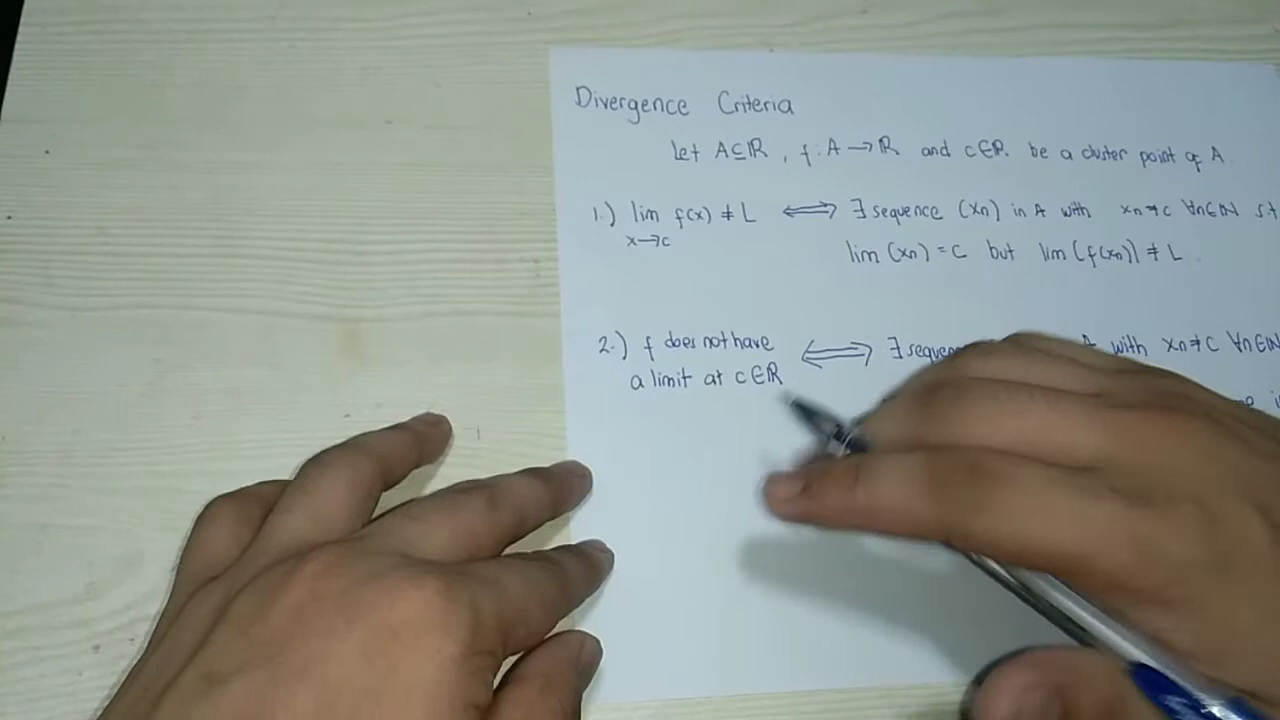 Divergence Criteria
Let A⊆ℝ, f:A→ℝ and c∈ℝ be a cluster point of A.
1.) lim f(x) ≠ L ⟺ ∃ sequence (xn) in A with xn≠c ∀n∈ℕ
x→c
lim (xn) = c but lim (f(xn)) ≠ L
2.) f does not have ⟺ with xn≠c ∀n∈ℕ
a limit at c∈ℝ